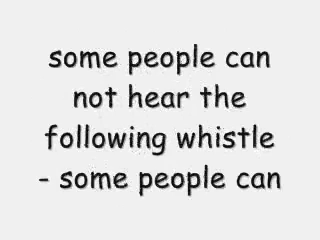 some people can
not hear the
following whistle
- some people can